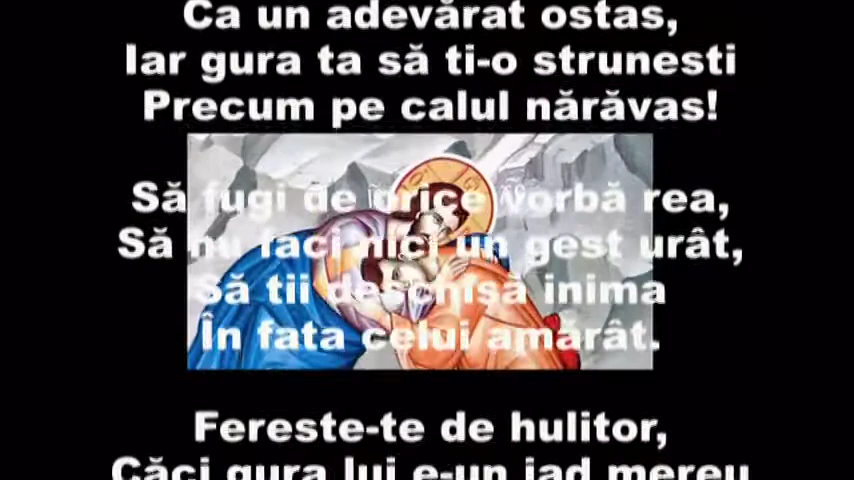 Ca un adevărat ostas,
Iar gura ta să ti-o strunesti
Precum pe calul nărăvas!
Să fugi de orice vorbă rea,
Să nu faci nici un gest urât,
Să tii deschisă inima
În fata celui amărât.
Fereste-te de hulitor,
Căci gura lui e-un iad mereu